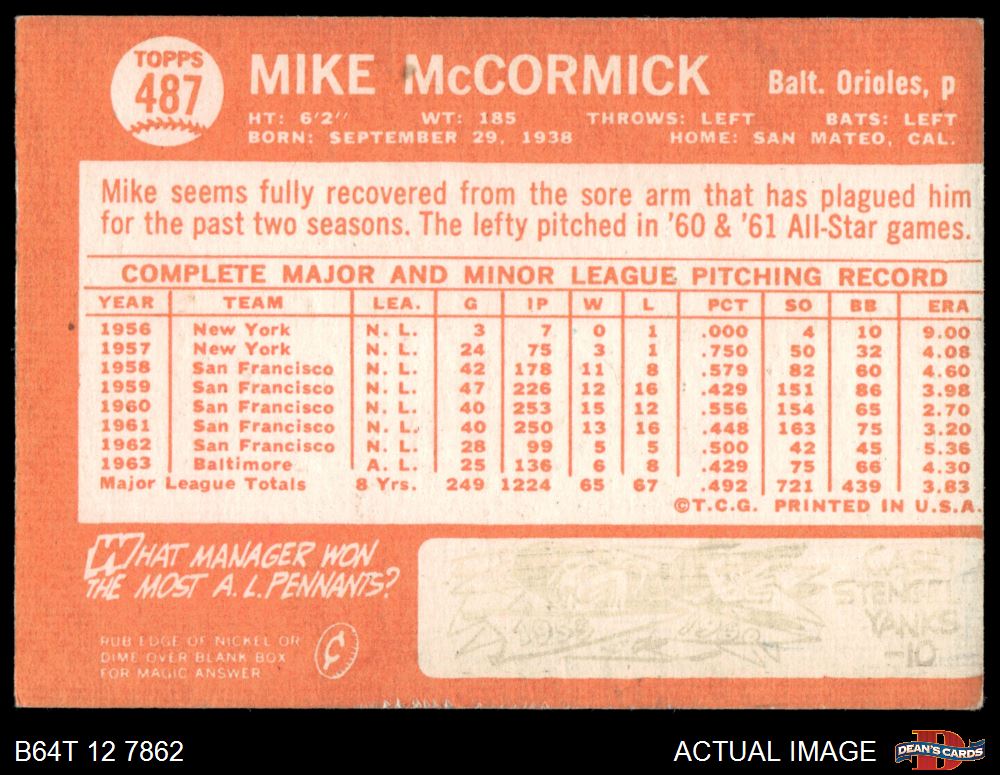 TOPPS
487
MIKE McCORMICK
Balt. Orioles, p
HT: 6'2" WT: 185 THROWS: LEFT BATS: LEFT
BORN: SEPTEMBER 29, 1938 HOME: SAN MATEO, CAL.
Mike seems fully recovered from the sore arm that has plagued him
for the past two seasons. The lefty pitched in '60 & '61 All-Star games.
COMPLETE MAJOR AND MINOR LEAGUE PITCHING RECORD
YEAR TEAM LEA. G IP W L PCT SO BB ERA
1956 New York N. L. 3 7 0 1 .000 4 10 9.00
1957 New York N. L. 24 75 3 1 .750 50 32 4.08
1958 San Francisco N. L. 42 178 11 8 .579 82 60 4.60
1959 San Francisco N. L. 47 226 12 16 .429 151 86 3.98
1960 San Francisco N. L. 40 253 15 12 .556 154 65 2.70
1961 San Francisco N. L. 40 250 13 16 .448 163 75 3.20
1962 San Francisco N. L. 28 99 5 5 .500 42 45 5.36
1963 Baltimore A. L. 25 136 6 8 .429 75 66 4.30
Major League Totals 8 Yrs. 249 1224 65 67 .492 721 439 3.83
©T.C.G. PRINTED IN U.S.A.
WHAT MANAGER WON
THE MOST A.L. PENNANTS?
RUB EDGE OF NICKEL OR
DIME OVER BLANK BOX
FOR MAGIC ANSWER
STENGEL
YANKS
-10
B64T 12 7862
ACTUAL IMAGE
DEAN'S CARDS